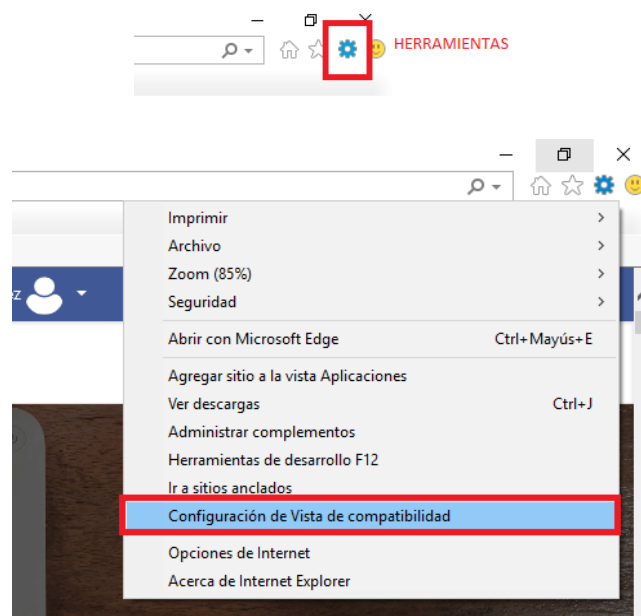 HERRAMIENTAS
Imprimir
Archivo
Zoom (85%)
ez
Seguridad
Abrir con Microsoft Edge Ctrl+Mayús+E
Agregar sitio a la vista Aplicaciones
Ver descargas Ctrl+J
Administrar complementos
Herramientas de desarrollo F12
Ir a sitios anclados
Configuración de Vista de compatibilidad
Opciones de Internet
Acerca de Internet Explorer